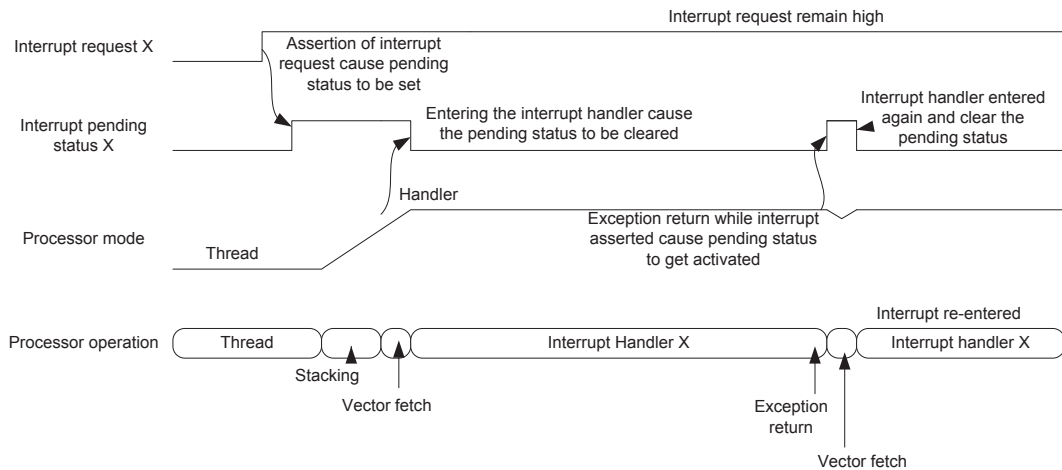 Interrupt request remain high
Interrupt request X
Assertion of interrupt
request cause pending
status to be set
Interrupt pending
status X
Entering the interrupt handler cause
the pending status to be cleared
Interrupt handler entered
again and clear the
pending status
Handler
Processor mode
Thread
Exception return while interrupt
asserted cause pending status
to get activated
Interrupt re-entered
Processor operation
Thread
Interrupt Handler X
Interrupt handler X
Stacking
Vector fetch
Exception
return
Vector fetch